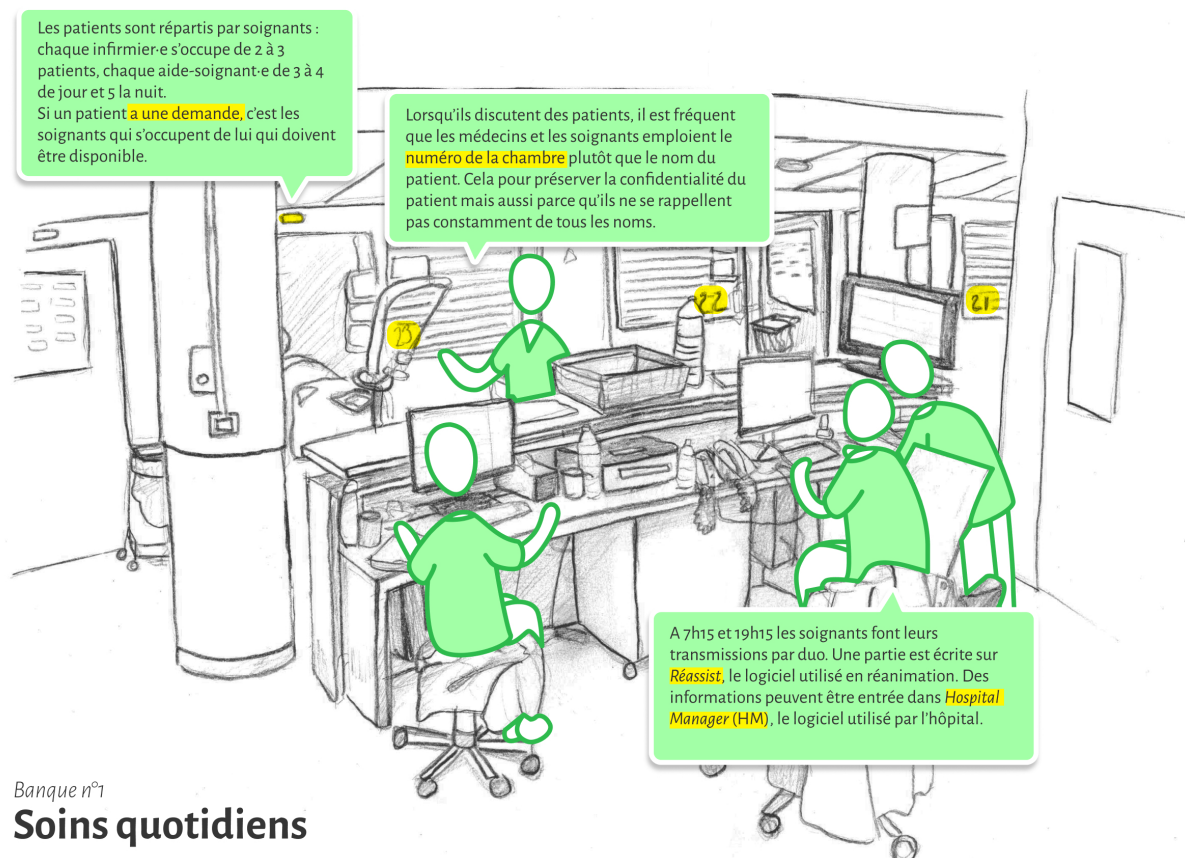 Les patients sont répartis par soignants :
chaque infirmier·e s'occupe de 2 à 3
patients, chaque aide-soignant·e de 3 à 4
de jour et 5 la nuit.
Si un patient a une demande, c'est les
soignants qui s'occupent de lui qui doivent
être disponible.
Lorsqu'ils discutent des patients, il est fréquent
que les médecins et les soignants emploient le
numéro de la chambre plutôt que le nom du
patient. Cela pour préserver la confidentialité du
patient mais aussi parce qu'ils ne se rappellent
pas constamment de tous les noms.
23
22
21
A 7h15 et 19h15 les soignants font leurs
transmissions par duo. Une partie est écrite sur
Réassist, le logiciel utilisé en réanimation. Des
informations peuvent être entrée dans Hospital
Manager (HM), le logiciel utilisé par l'hôpital.
Banque n°1
Soins quotidiens